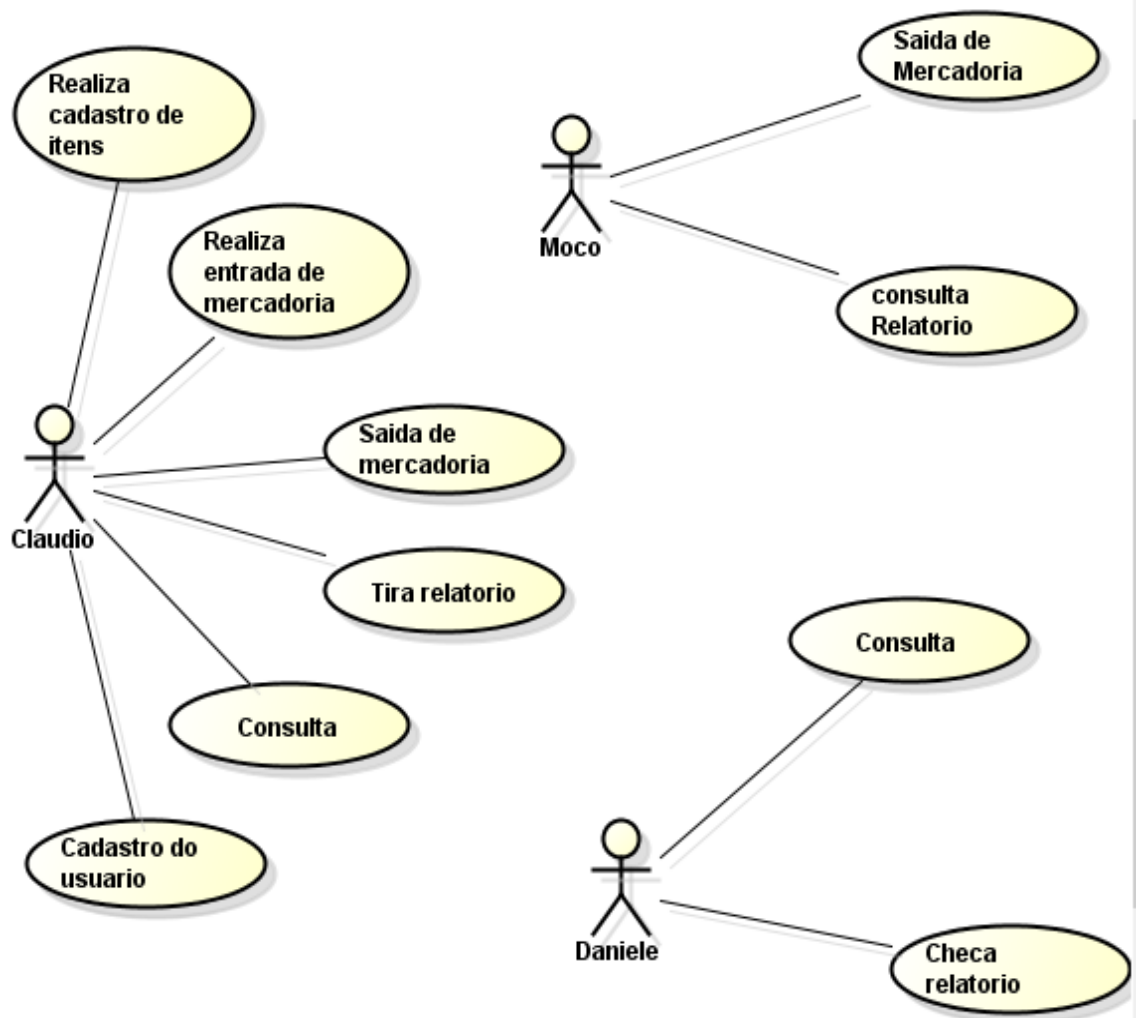 Realiza
cadastro de
itens
Realiza
entrada de
mercadoria
Claudio
Saida de
mercadoria
Tira relatorio
Consulta
Cadastro do
usuario
Saida de
Mercadoria
Moco
consulta
Relatorio
Consulta
Daniele
Checa
relatorio